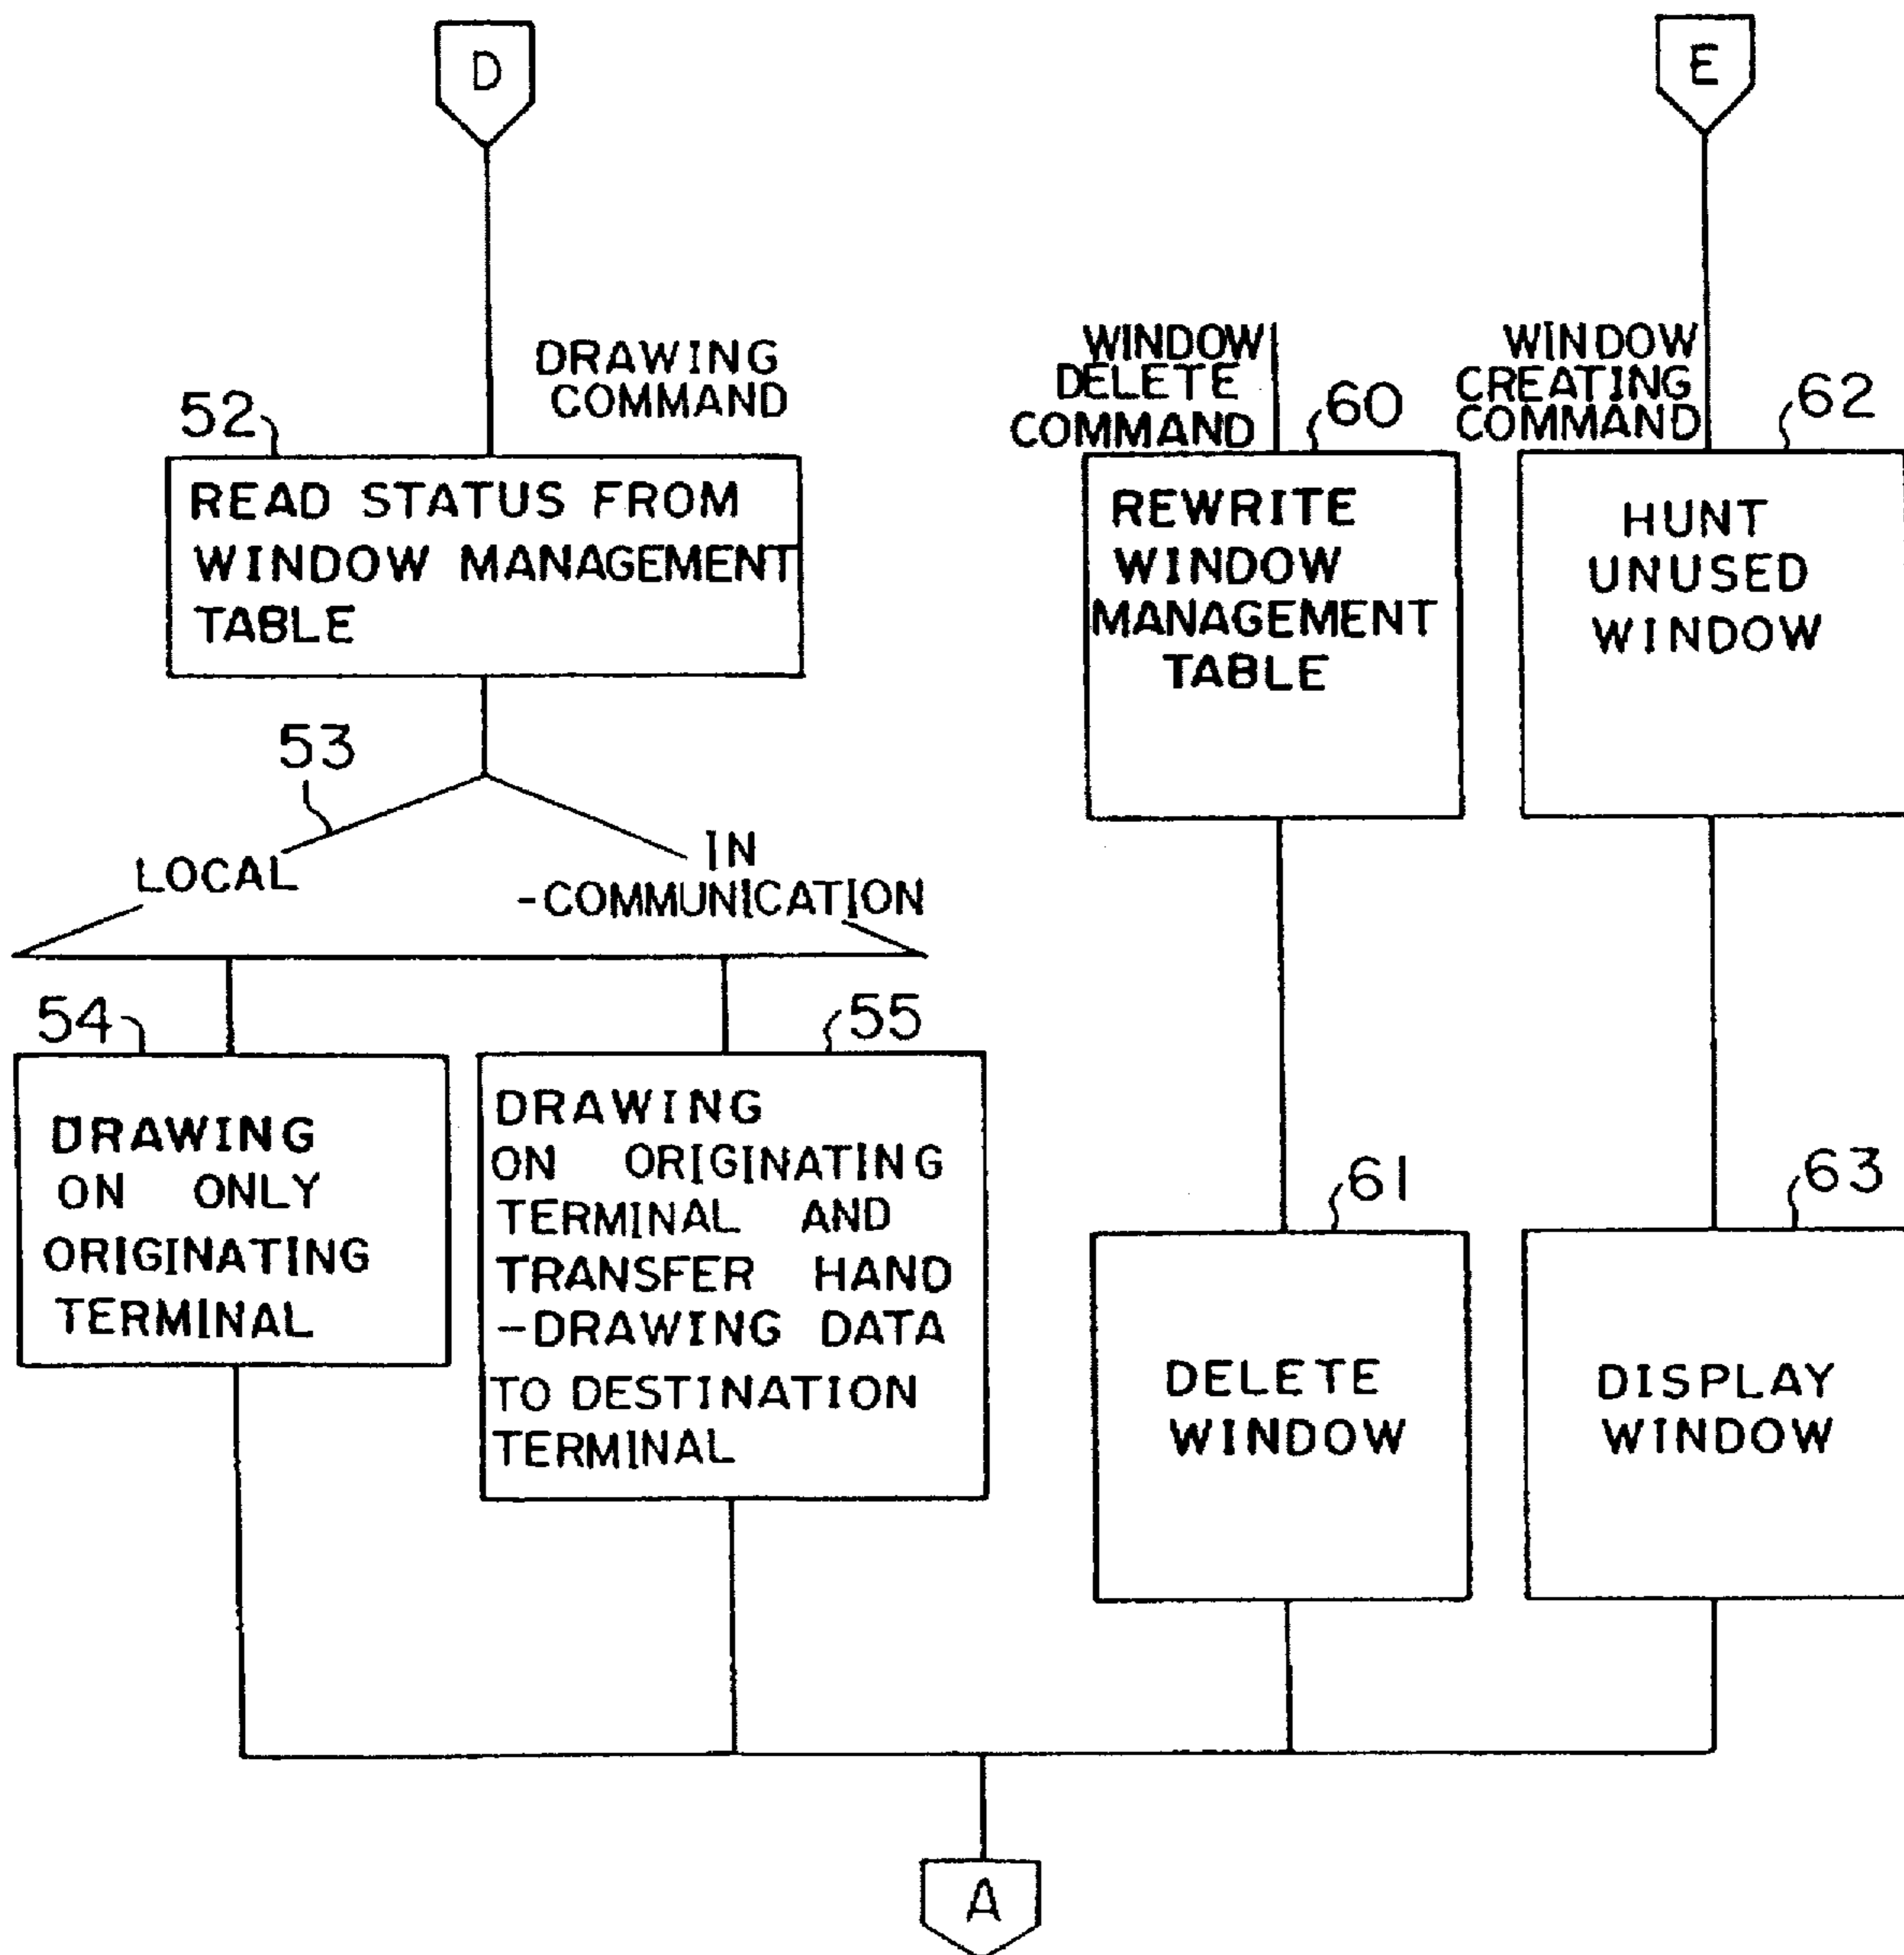 D
E
DRAWING
COMMAND
52
READ STATUS FROM
WINDOW MANAGEMENT
TABLE
53
LOCAL
IN
-COMMUNICATION
54
DRAWING
ON ONLY
ORIGINATING
TERMINAL
55
DRAWING
ON ORIGINATING
TERMINAL AND
TRANSFER HAND
-DRAWING DATA
TO DESTINATION
TERMINAL
WINDOW
DELETE
COMMAND
60
REWRITE
WINDOW
MANAGEMENT
TABLE
61
DELETE
WINDOW
WINDOW
CREATING
COMMAND
62
HUNT
UNUSED
WINDOW
63
DISPLAY
WINDOW
A